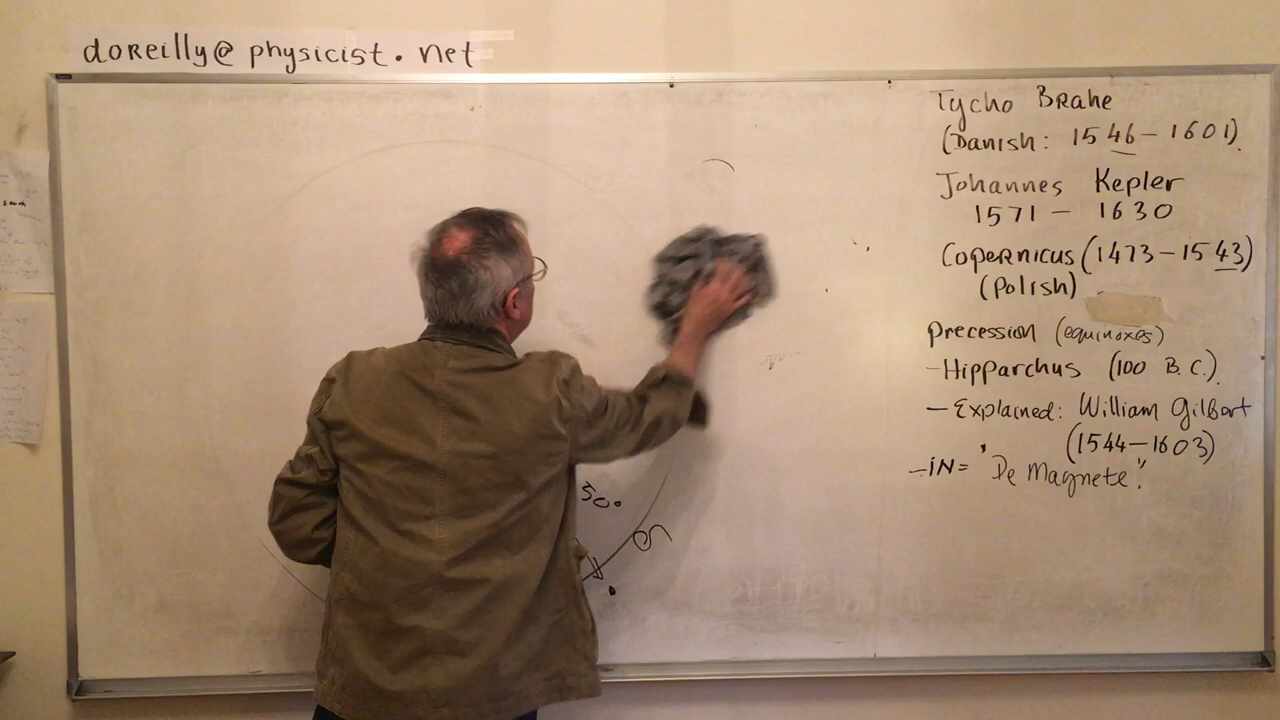 doreilly@physicist.net
Tycho Brahe
(Danish: 1546-1601).
Johannes Kepler
1571 - 1630
Copernicus (1473-1543)
(Polish)
precession (equinoxes)
-Hipparchus (100 B.C.).
- Explained: William Gilbert
(1544-1603)
-in= "De Magnete".
50°